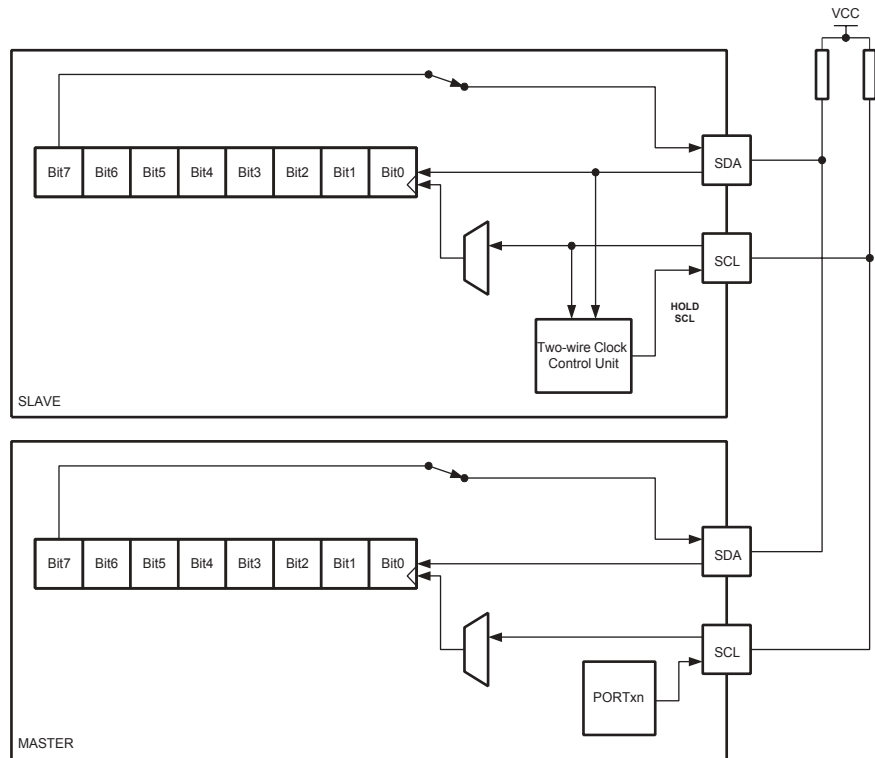 VCC
Bit7 Bit6 Bit5 Bit4 Bit3 Bit2 Bit1 Bit0
SDA
SCL
HOLD
SCL
Two-wire Clock
Control Unit
SLAVE
Bit7 Bit6 Bit5 Bit4 Bit3 Bit2 Bit1 Bit0
SDA
SCL
PORTxn
MASTER